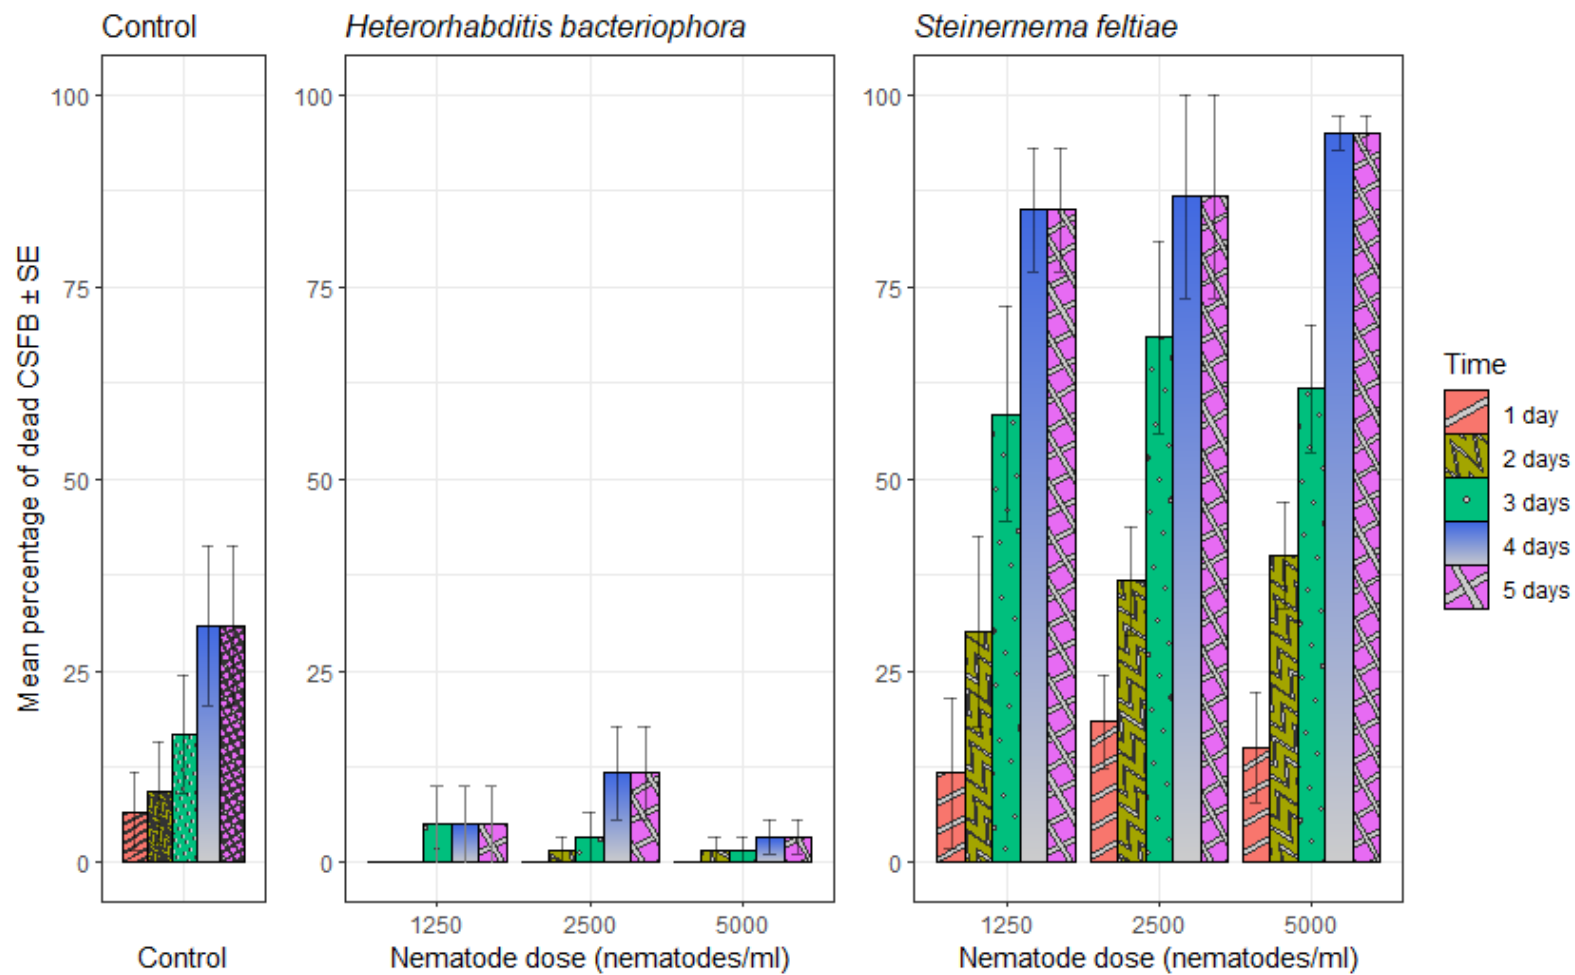 Control
Heterorhabditis bacteriophora
Steinernema feltiae
Mean percentage of dead CSFB ± SE
100
75
50
25
0
100
75
50
25
0
100
75
50
25
0
1250
2500
5000
1250
2500
5000
Control
Nematode dose (nematodes/ml)
Nematode dose (nematodes/ml)
Time
1 day
2 days
3 days
4 days
5 days